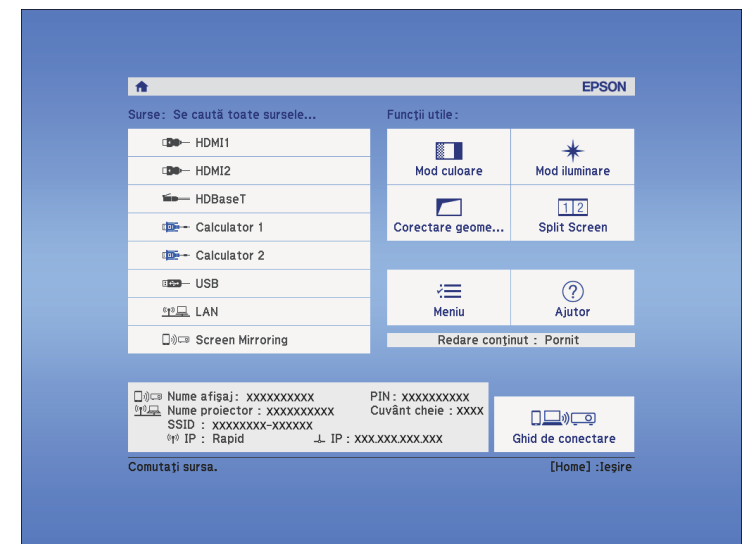 EPSON
Surse: Se caută toate sursele...
HDMI1
HDMI2
HDBaseT
Calculator 1
Calculator 2
USB
LAN
Screen Mirroring
Funcţii utile:
Mod culoare
Mod iluminare
Corectare geome...
1 2
Split Screen
Meniu
? Ajutor
Redare conţinut : Pornit
Nume afişaj: xxxxxxxxxx PIN: xxxxxxxxxx
Nume proiector : xxxxxxxxxx Cuvânt cheie : xxxx
SSID : xxxxxxxx-xxxxxx
IP : Rapid IP : xxx.xxx.xxx.xxx
Ghid de conectare
Comutaţi sursa. [Home] :Ieşire